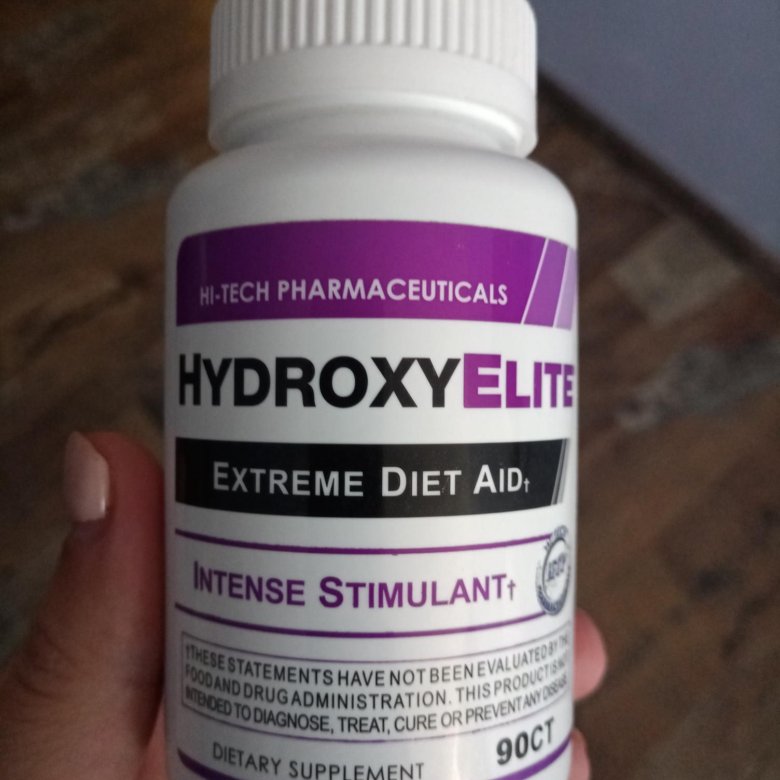 HI-TECH PHARMACEUTICALS
HYDROXYELITE
EXTREME DIET AID†
INTENSE STIMULANT†
†THESE STATEMENTS HAVE NOT BEEN EVALUATED BY THE
FOOD AND DRUG ADMINISTRATION. THIS PRODUCT IS NOT
INTENDED TO DIAGNOSE, TREAT, CURE OR PREVENT ANY DISEASE.
90CT
DIETARY SUPPLEMENT